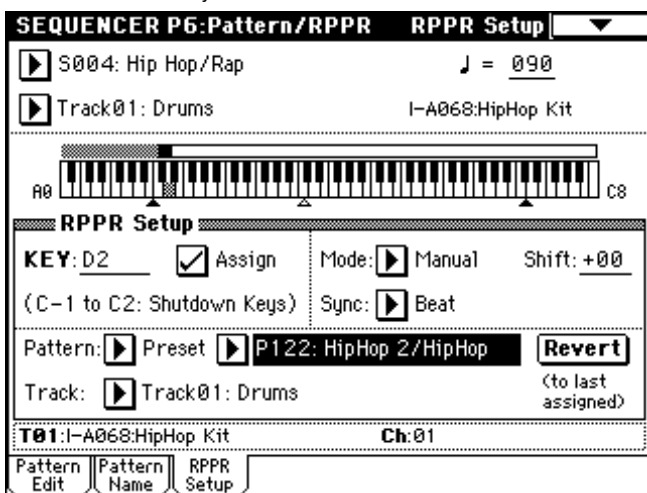 SEQUENCER P6:Pattern/RPPR RPPR Setup
S004: Hip Hop/Rap ♩ = 090
Track01: Drums I-A068:HipHop Kit
A0 C8
RPPR Setup
KEY: D2 Assign Mode: Manual Shift: +00
(C-1 to C2: Shutdown Keys) Sync: Beat
Pattern: Preset P122: HipHop 2/HipHop Revert
Track: Track01: Drums (to last
assigned)
T01:I-A068:HipHop Kit Ch:01
Pattern Edit Pattern Name RPPR Setup